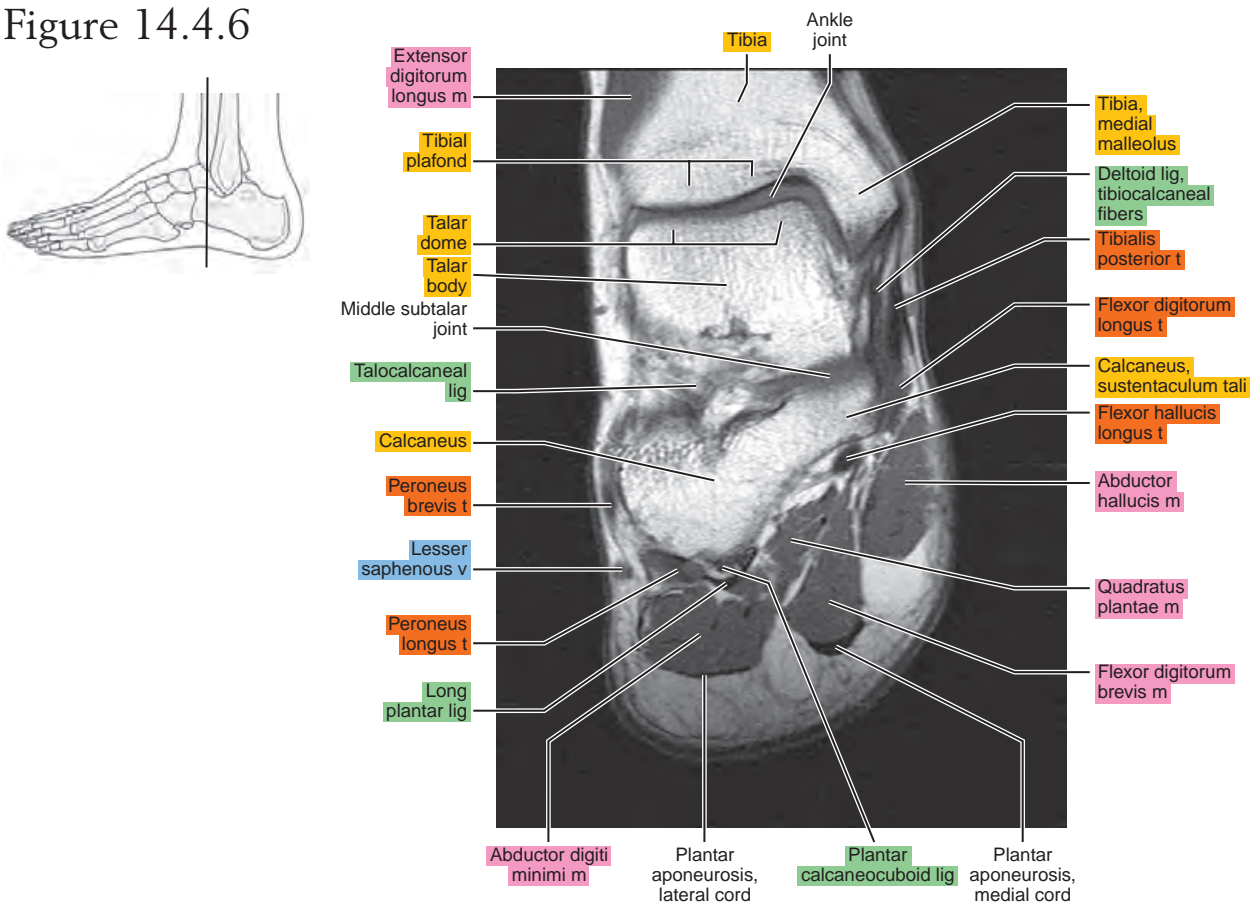 Figure 14.4.6
Ankle
joint
Tibia
Extensor
digitorum
longus m
Tibial
plafond
Talar
dome
Talar
body
Middle subtalar
joint
Talocalcaneal
lig
Calcaneus
Peroneus
brevis t
Lesser
saphenous v
Peroneus
longus t
Long
plantar lig
Tibia,
medial
malleolus
Deltoid lig,
tibiocalcaneal
fibers
Tibialis
posterior t
Flexor digitorum
longus t
Calcaneus,
sustentaculum tali
Flexor hallucis
longus t
Abductor
hallucis m
Quadratus
plantae m
Flexor digitorum
brevis m
Abductor digiti
minimi m
Plantar
aponeurosis,
lateral cord
Plantar
calcaneocuboid lig
Plantar
aponeurosis,
medial cord